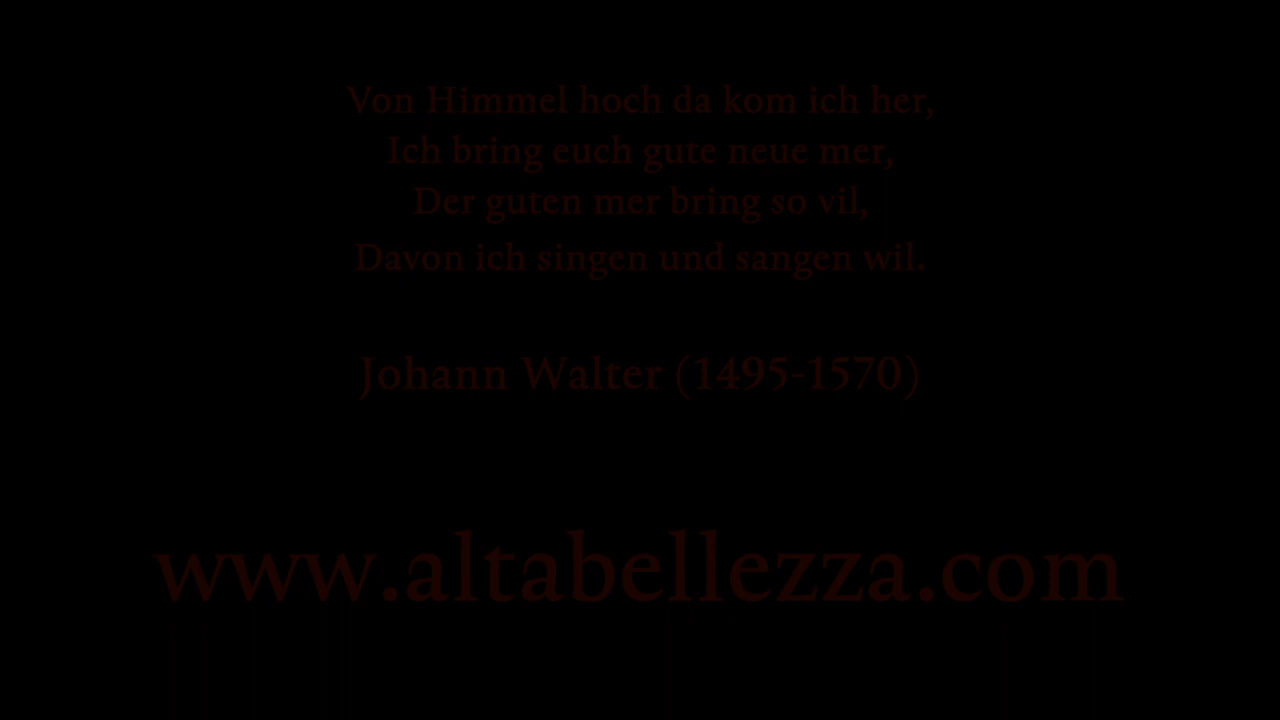 Von Himmel hoch da kom ich her,
Ich bring euch gute neue mer,
Der guten mer bring so vil,
Davon ich singen und sangen wil.
Johann Walter (1495-1570)
www.altabellezza.com